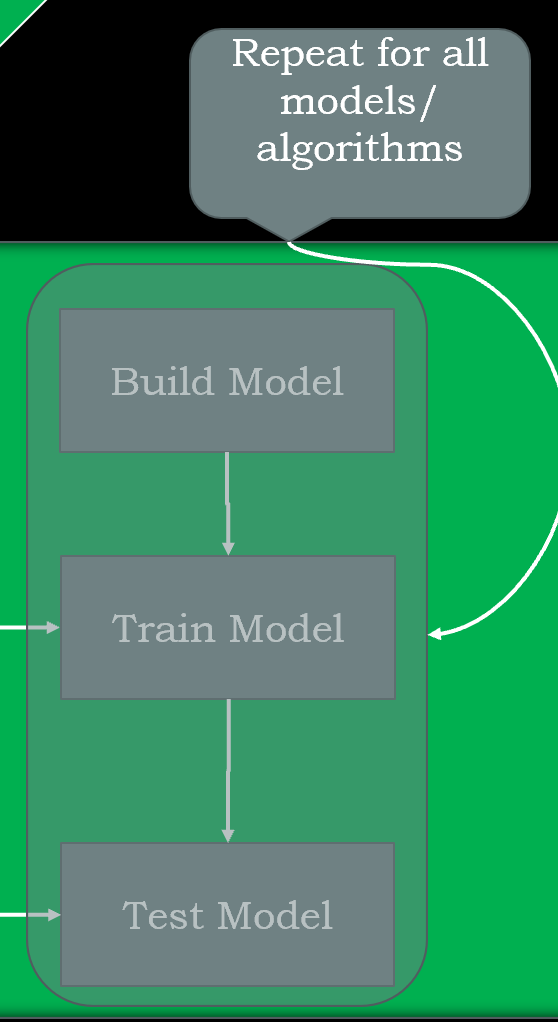 Repeat for all
models/
algorithms
Build Model
Train Model
Test Model